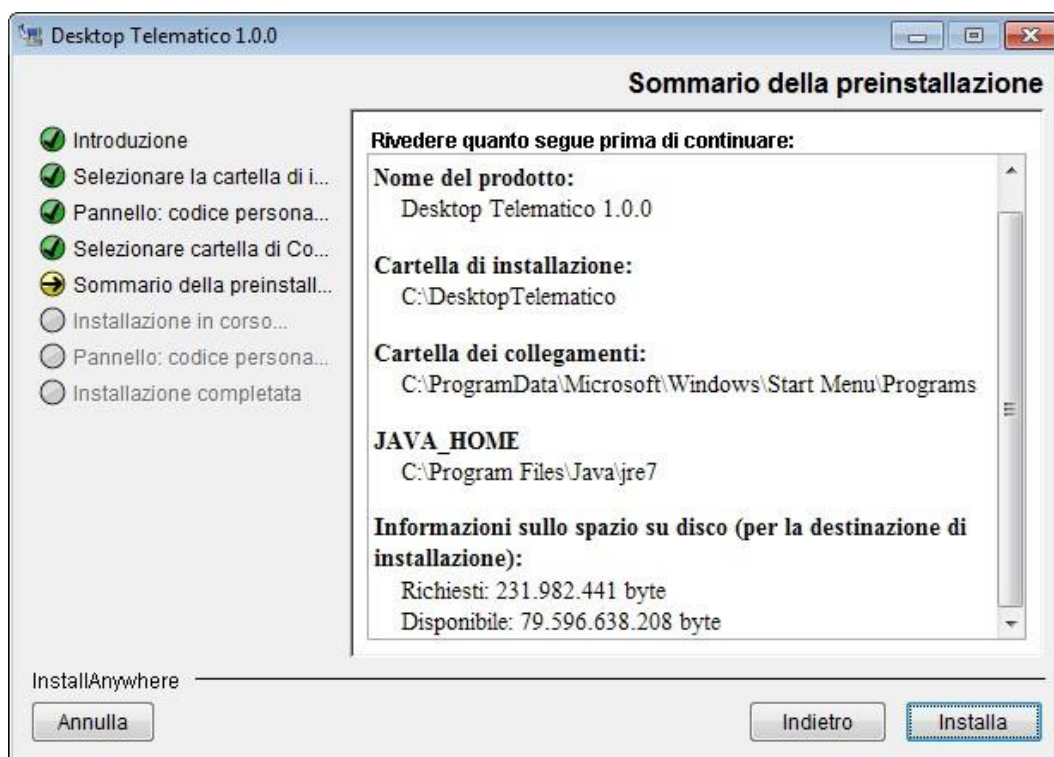 Desktop Telematico 1.0.0
Sommario della preinstallazione
Introduzione
Selezionare la cartella di i...
Pannello: codice persona...
Selezionare cartella di Co...
Sommario della preinstall...
Installazione in corso...
Pannello: codice persona...
Installazione completata
Rivedere quanto segue prima di continuare:
Nome del prodotto:
Desktop Telematico 1.0.0
Cartella di installazione:
C:\DesktopTelematico
Cartella dei collegamenti:
C:\ProgramData\Microsoft\Windows\Start Menu\Programs
JAVA_HOME
C:\Program Files\Java\jre7
Informazioni sullo spazio su disco (per la destinazione di
installazione):
Richiesti: 231.982.441 byte
Disponibile: 79.596.638.208 byte
InstallAnywhere
Annulla
Indietro
Installa